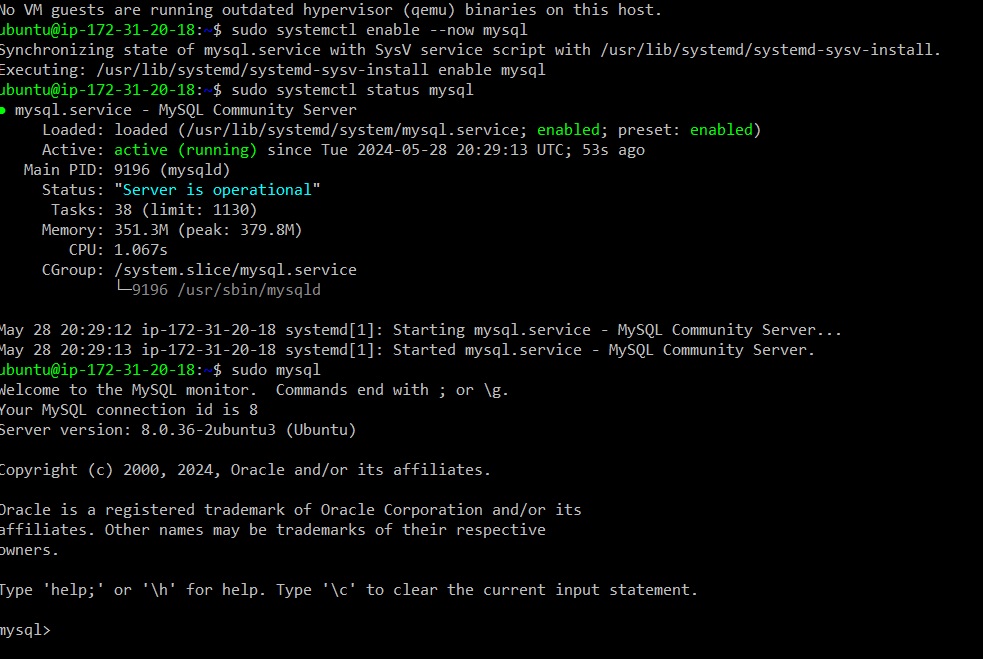 No VM guests are running outdated hypervisor (qemu) binaries on this host.
ubuntu@ip-172-31-20-18:~$ sudo systemctl enable --now mysql
Synchronizing state of mysql.service with SysV service script with /usr/lib/systemd/systemd-sysv-install.
Executing: /usr/lib/systemd/systemd-sysv-install enable mysql
ubuntu@ip-172-31-20-18:~$ sudo systemctl status mysql
● mysql.service - MySQL Community Server
     Loaded: loaded (/usr/lib/systemd/system/mysql.service; enabled; preset: enabled)
     Active: active (running) since Tue 2024-05-28 20:29:13 UTC; 53s ago
   Main PID: 9196 (mysqld)
     Status: "Server is operational"
      Tasks: 38 (limit: 1130)
     Memory: 351.3M (peak: 379.8M)
        CPU: 1.067s
     CGroup: /system.slice/mysql.service
             └─9196 /usr/sbin/mysqld
May 28 20:29:12 ip-172-31-20-18 systemd[1]: Starting mysql.service - MySQL Community Server...
May 28 20:29:13 ip-172-31-20-18 systemd[1]: Started mysql.service - MySQL Community Server.
ubuntu@ip-172-31-20-18:~$ sudo mysql
Welcome to the MySQL monitor.  Commands end with ; or \g.
Your MySQL connection id is 8
Server version: 8.0.36-2ubuntu3 (Ubuntu)
Copyright (c) 2000, 2024, Oracle and/or its affiliates.
Oracle is a registered trademark of Oracle Corporation and/or its
affiliates. Other names may be trademarks of their respective
owners.
Type 'help;' or '\h' for help. Type '\c' to clear the current input statement.
mysql>